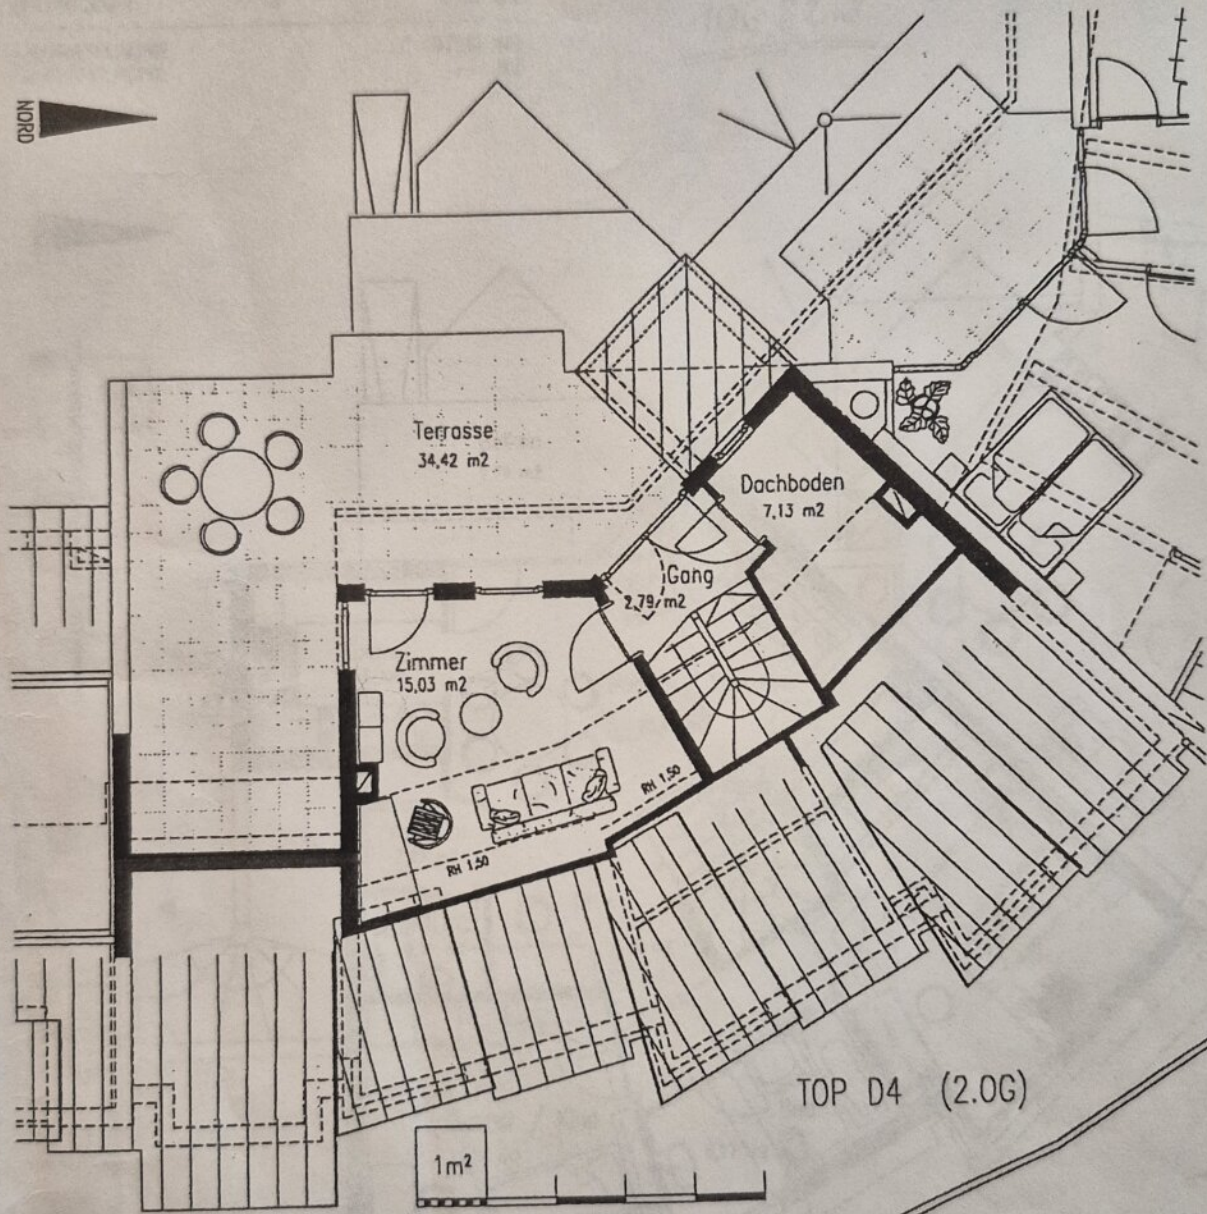 NORD
Terrasse
34,42 m2
Dachboden
7,13 m2
Gang
2,79 m2
Zimmer
15,03 m2
RH 1,50
RH 1,50
TOP D4 (2.OG)
1m²